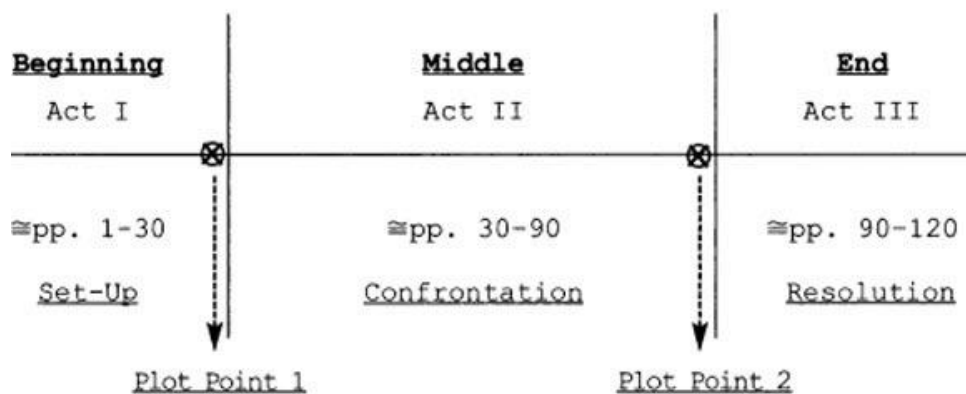 Beginning
Middle
End
Act I
Act II
Act III
≅pp. 1-30
≅pp. 30-90
≅pp. 90-120
Set-Up
Confrontation
Resolution
Plot Point 1
Plot Point 2